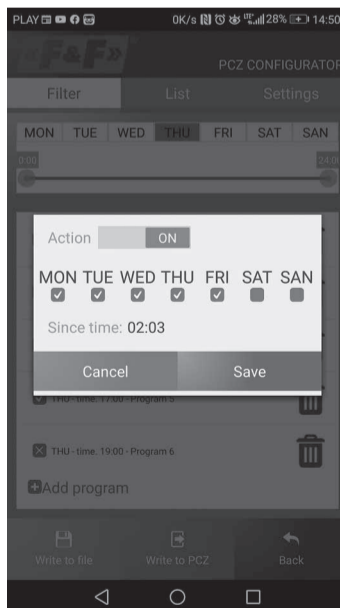 PLAY 0K/s 28% 14:50
F&F»
PCZ CONFIGURATOR
Filter List Settings
MON TUE WED THU FRI SAT SAN
0:00 24:00
Action ON
MON TUE WED THU FRI SAT SAN
Since time: 02:03
Cancel Save
THU - time. 17:00 - Program 5
THU - time. 19:00 - Program 6
Add program
Write to file Write to PCZ Back